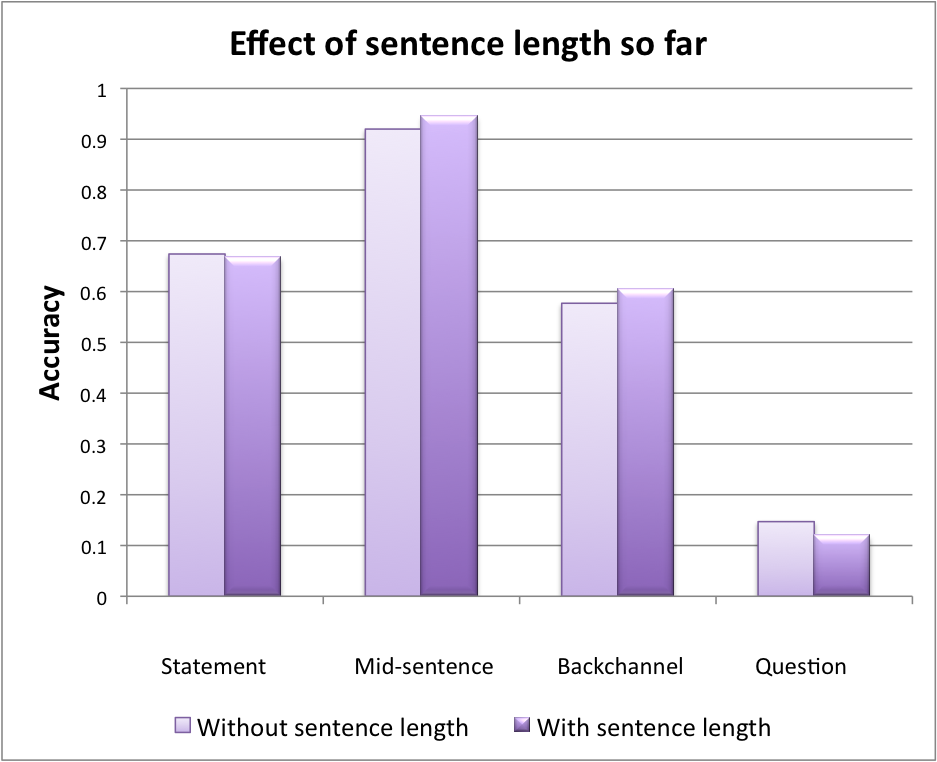 Effect of sentence length so far
Accuracy
1
0.9
0.8
0.7
0.6
0.5
0.4
0.3
0.2
0.1
0
Statement Mid-sentence Backchannel Question
Without sentence length With sentence length